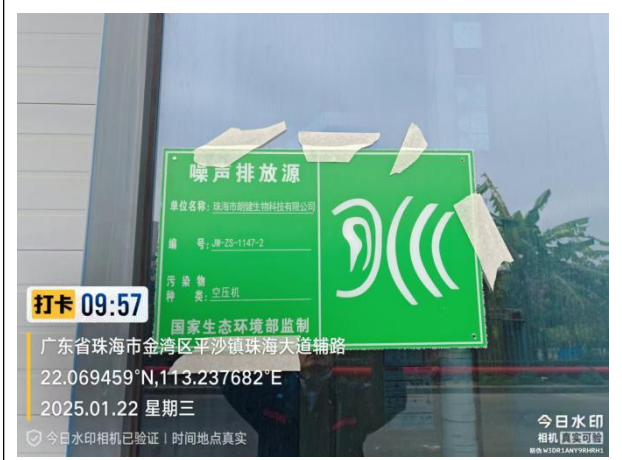 噪声排放源
单位名称：珠海市朗健生物科技有限公司
编　号：JW-ZS-1147-2
污染物
种　类：空压机
国家生态环境部监制
打卡 09:57
广东省珠海市金湾区平沙镇珠海大道辅路
22.069459°N,113.237682°E
2025.01.22 星期三
今日水印相机已验证 | 时间地点真实
今日水印
相机 真实可验
防伪 W3DR1ANY9RHRH1